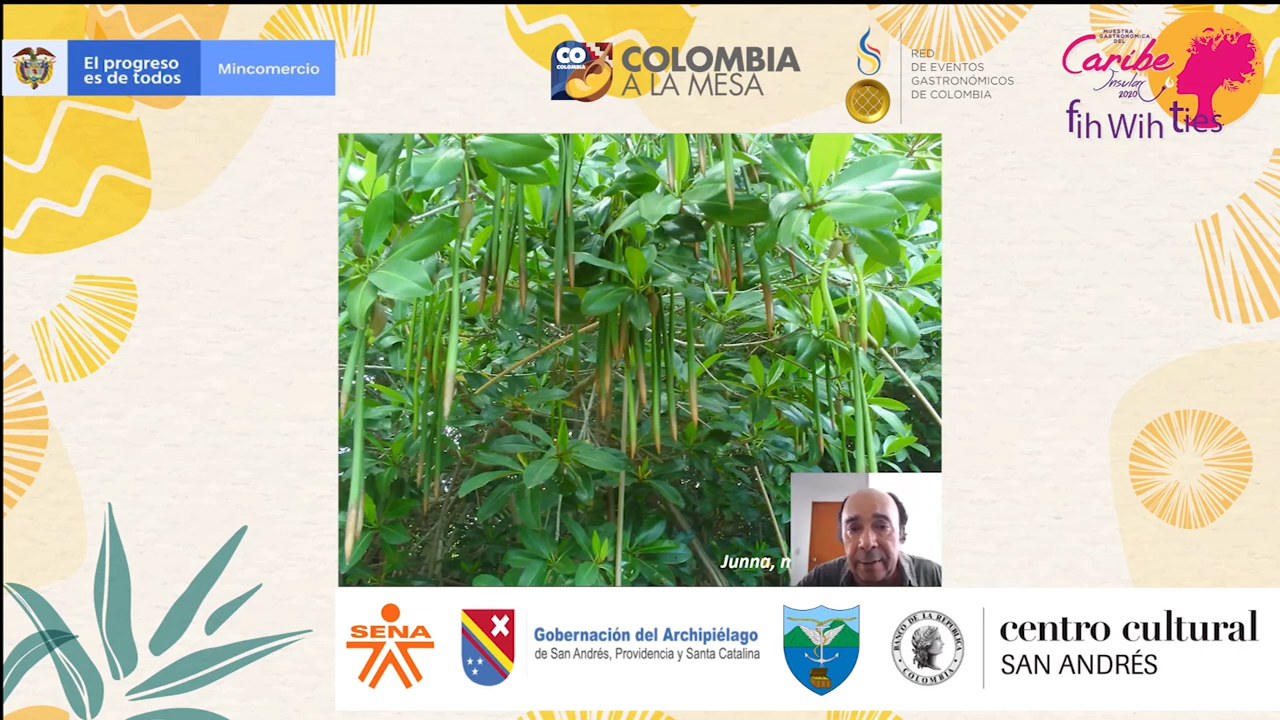 El progreso
es de todos
Mincomercio
CO
COLOMBIA
COLOMBIA
A LA MESA
RED
DE EVENTOS
GASTRONÓMICOS
DE COLOMBIA
MUESTRA
GASTRONÓMICA
DEL
Caribe
Insular
2020
fih Wih ties
Junna,
SENA
Gobernación del Archipiélago
de San Andrés, Providencia y Santa Catalina
BANCO DE LA REPÚBLICA
COLOMBIA
centro cultural
SAN ANDRÉS